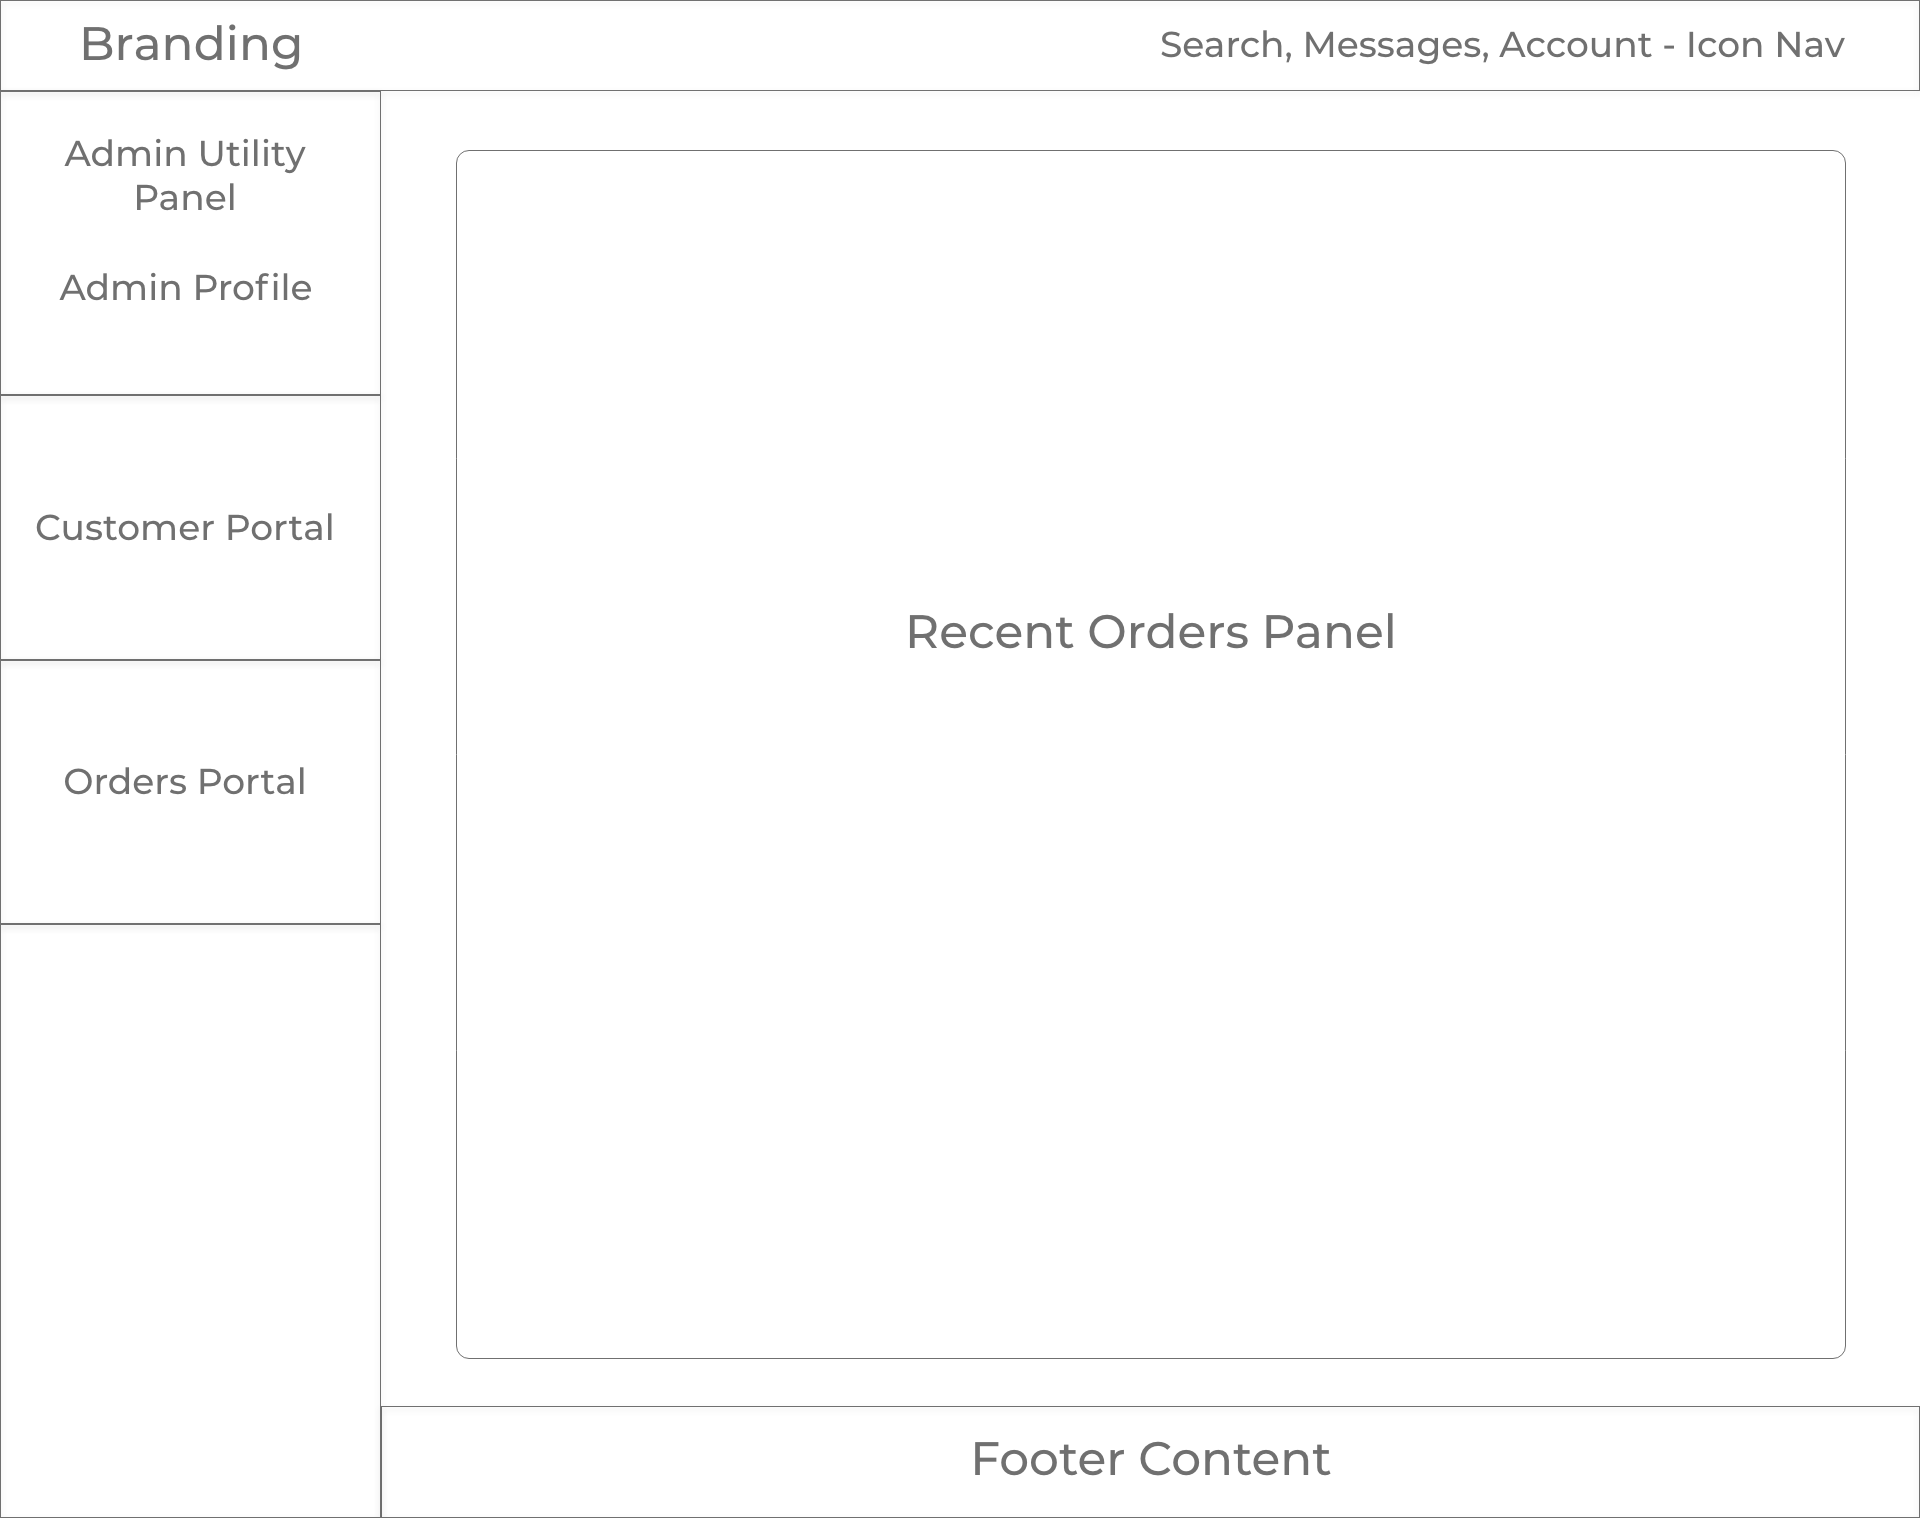 Branding
Search, Messages, Account - Icon Nav
Admin Utility
Panel
Admin Profile
Customer Portal
Orders Portal
Recent Orders Panel
Footer Content